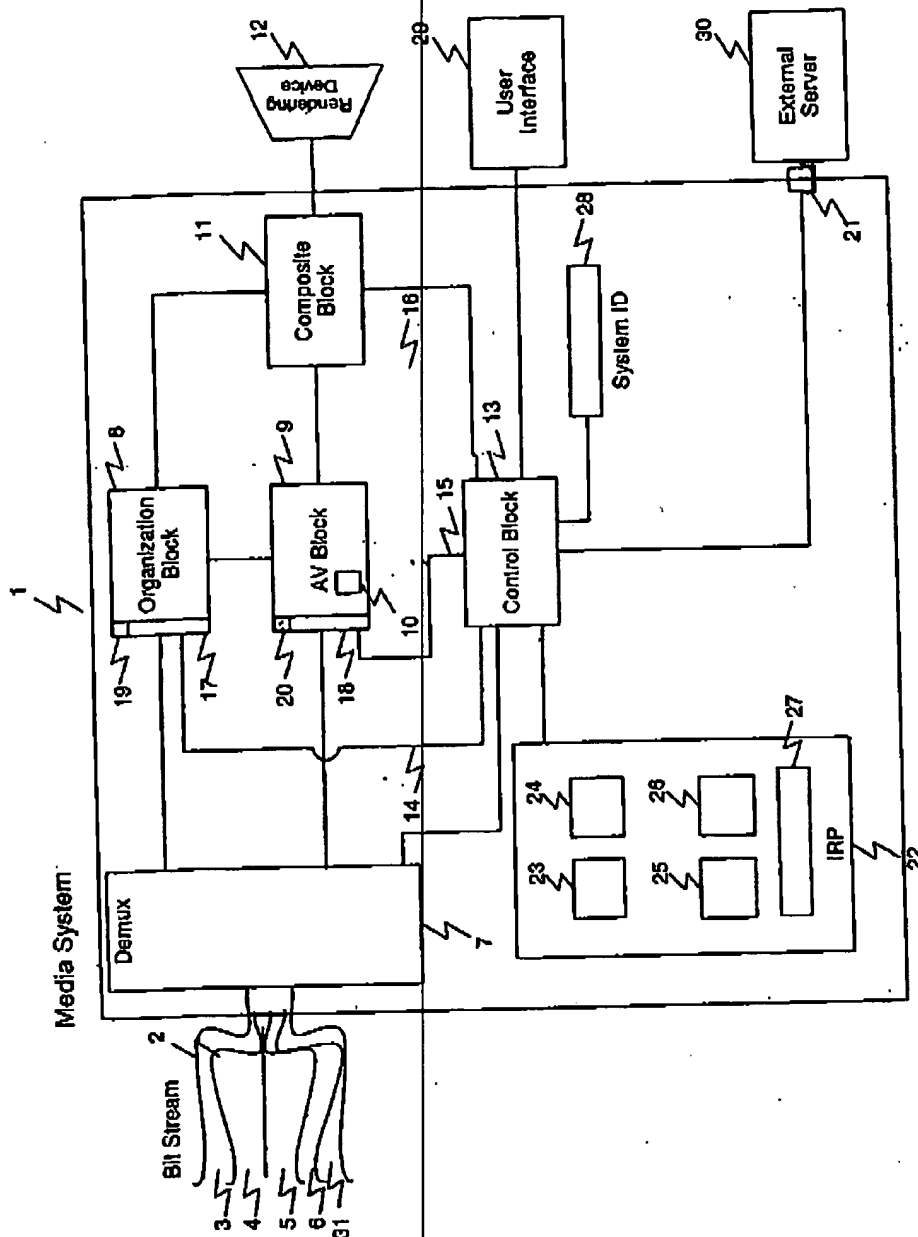 Media System
1
Bit Stream
2
3
4
5
6
31
Demux
7
19
17
Organization
Block
8
20
18
AV Block
9
10
Composite
Block
11
Rendering
Device
12
14
15
16
Control Block
13
User
Interface
29
System ID
28
External
Server
30
21
23
24
25
26
27
IRP
22